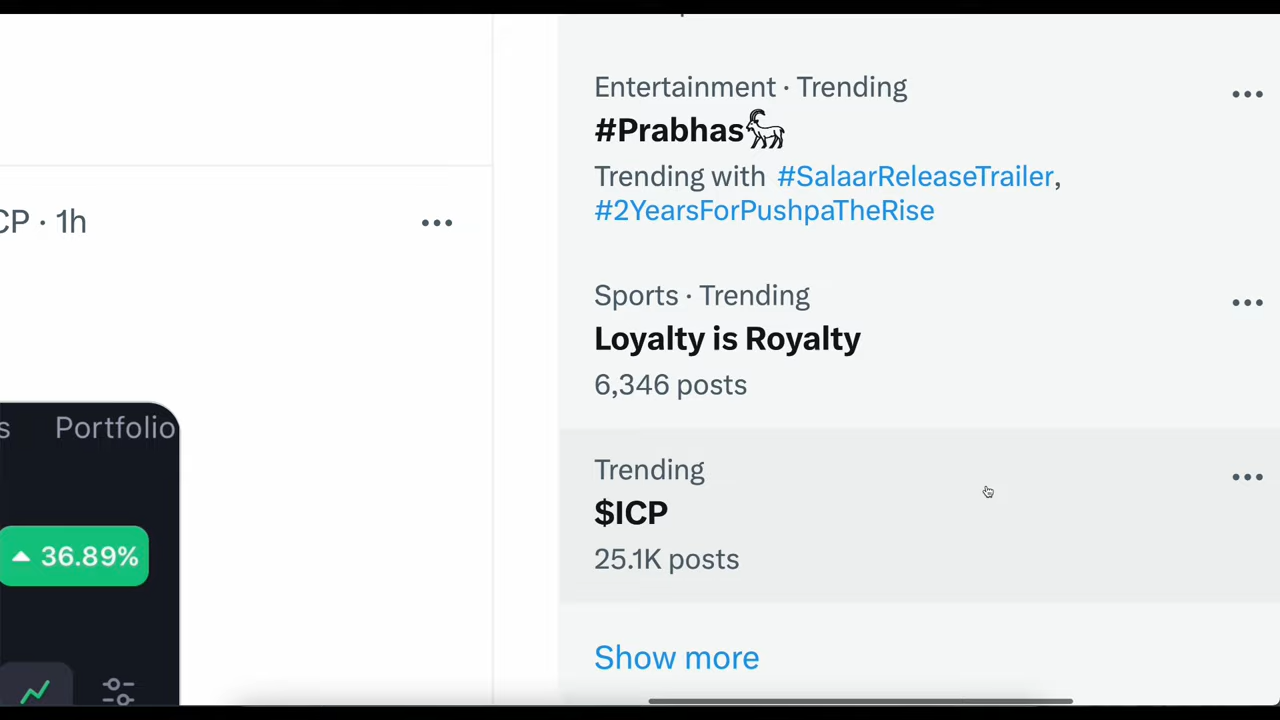 Entertainment · Trending
#Prabhas🐐
Trending with #SalaarReleaseTrailer,
#2YearsForPushpaTheRise
CP · 1h
Sports · Trending
Loyalty is Royalty
6,346 posts
s Portfolio
Trending
$ICP
25.1K posts
36.89%
Show more